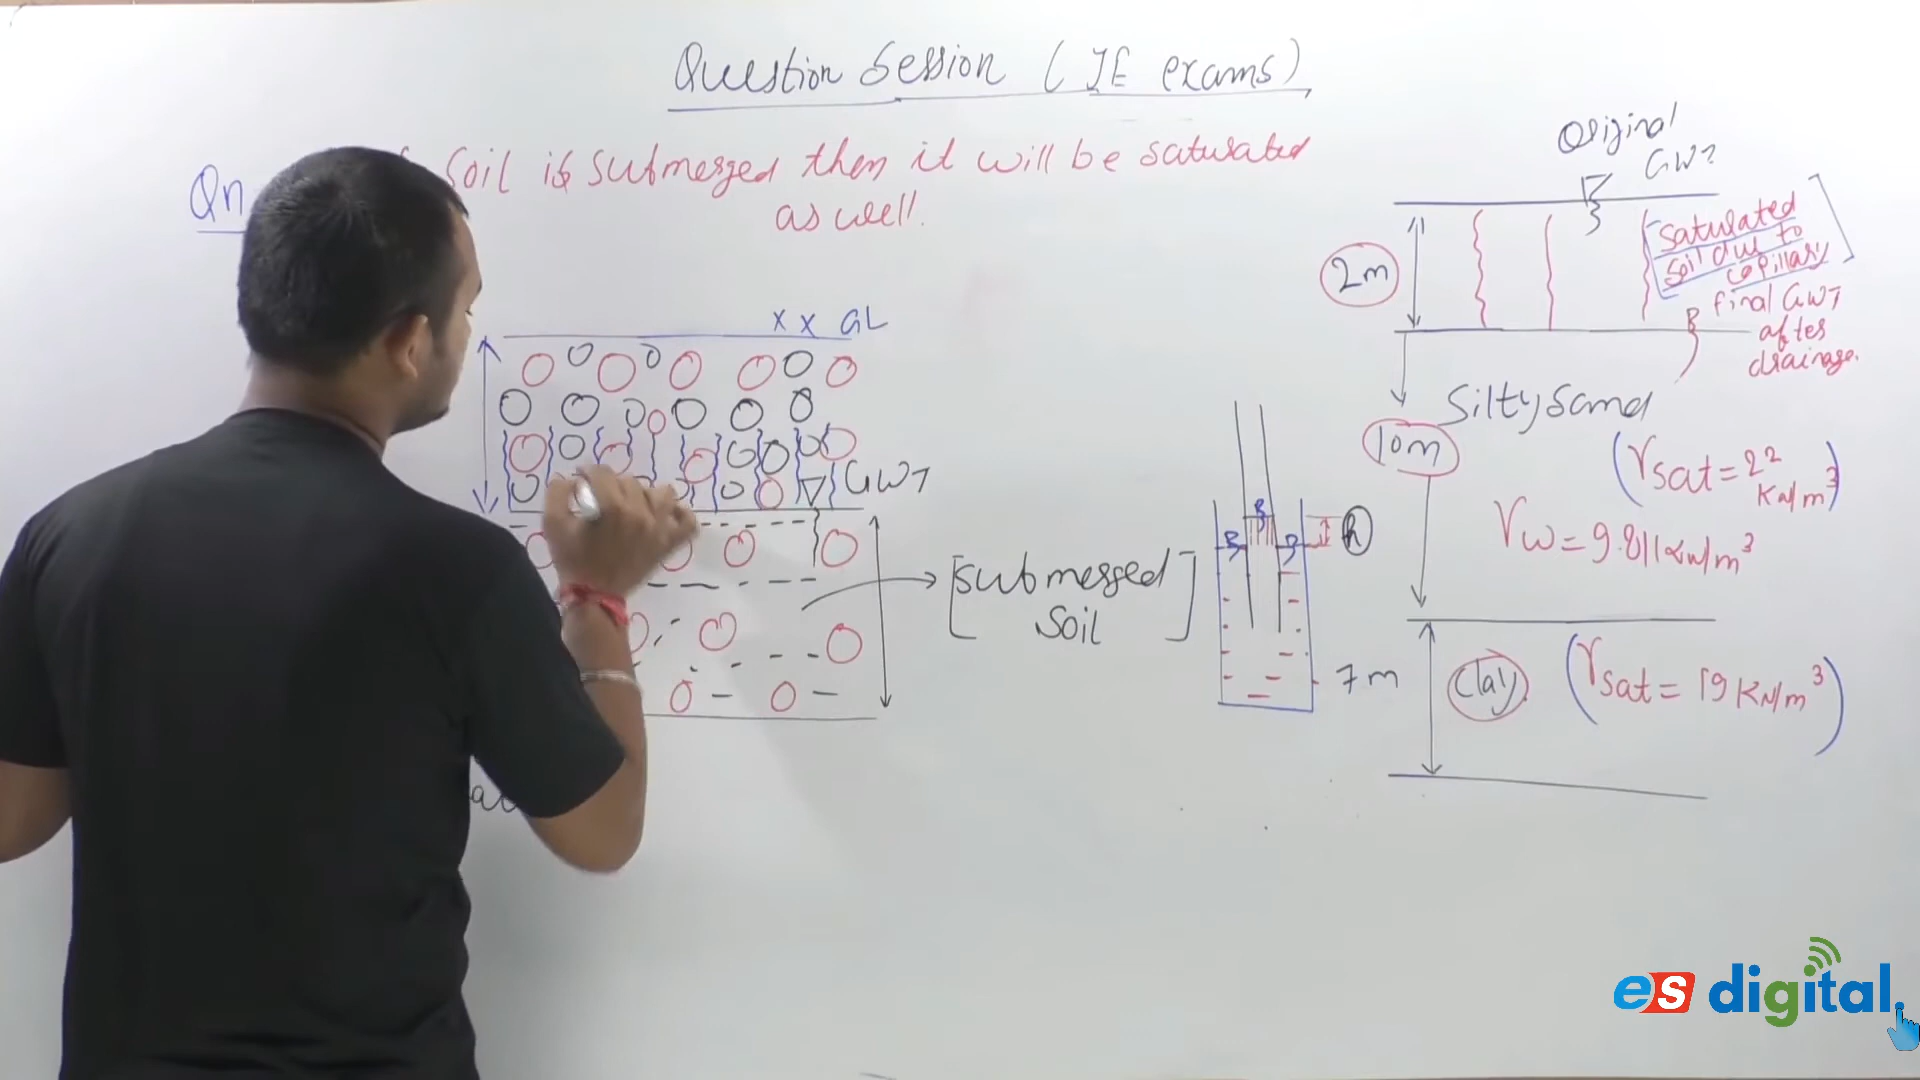 Question Session (JE exams)
Qn
soil is submerged then it will be saturated
as well.
x x GL
GWT
[submerged
Soil]
h
7m
Original
GWT
2m
saturated
soil due to
capillary
final GWT
after
drainage.
Silty sand
10m
(γsat = 22
KN/m³)
γw = 9.81 KN/m³
Clay
(γsat = 19 KN/m³)
es digital.